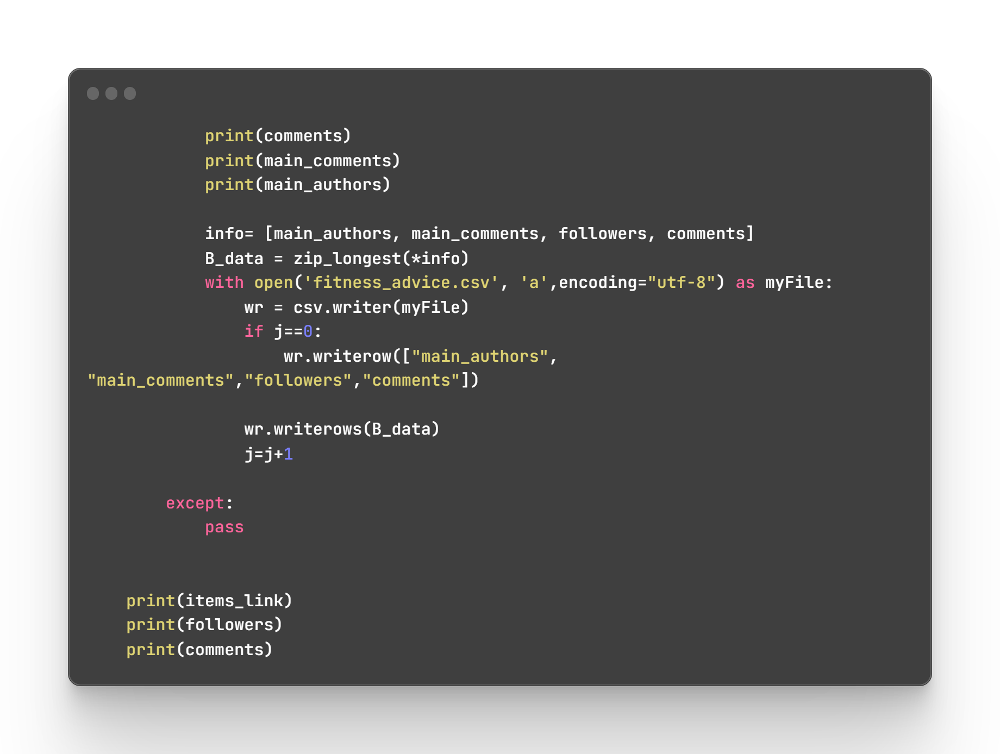 print(comments)
print(main_comments)
print(main_authors)
info= [main_authors, main_comments, followers, comments]
B_data = zip_longest(*info)
with open('fitness_advice.csv', 'a',encoding="utf-8") as myFile:
wr = csv.writer(myFile)
if j==0:
wr.writerow(["main_authors",
"main_comments","followers","comments"])
wr.writerows(B_data)
j=j+1
except:
pass
print(items_link)
print(followers)
print(comments)